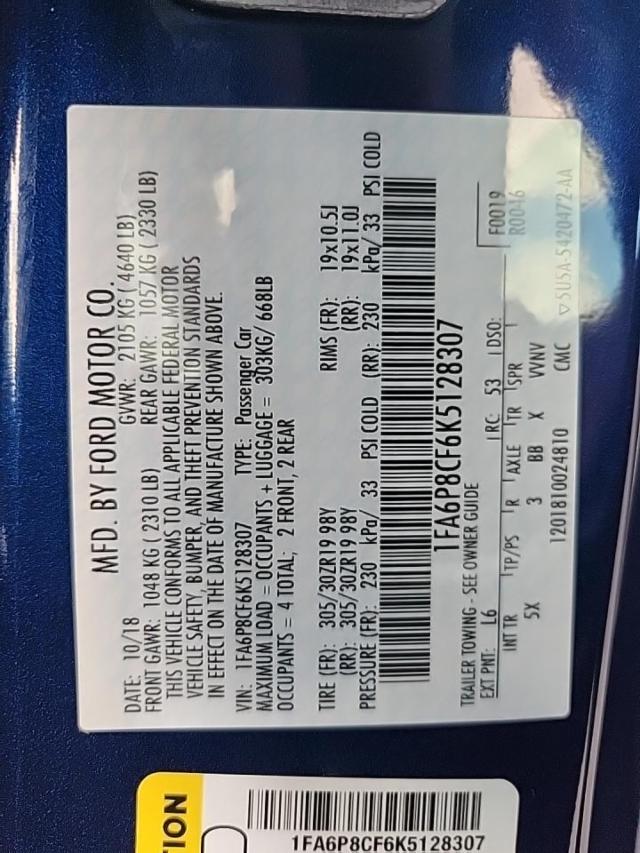 MFD. BY FORD MOTOR CO.
DATE: 10/18 GVWR: 2105 KG ( 4640 LB)
FRONT GAWR: 1048 KG ( 2310 LB) REAR GAWR: 1057 KG ( 2330 LB)
THIS VEHICLE CONFORMS TO ALL APPLICABLE FEDERAL MOTOR
VEHICLE SAFETY, BUMPER, AND THEFT PREVENTION STANDARDS
IN EFFECT ON THE DATE OF MANUFACTURE SHOWN ABOVE.
VIN: 1FA6P8CF6K5128307 TYPE: Passenger Car
MAXIMUM LOAD = OCCUPANTS + LUGGAGE = 303KG/ 668LB
OCCUPANTS = 4 TOTAL; 2 FRONT, 2 REAR
TIRE (FR): 305/30ZR19 98Y RIMS (FR): 19x10.5J
(RR): 305/30ZR19 98Y (RR): 19x11.0J
PRESSURE (FR): 230 kPa/ 33 PSI COLD (RR): 230 kPa/ 33 PSI COLD
1FA6P8CF6K5128307
TRAILER TOWING - SEE OWNER GUIDE F0019
EXT PNT: L6 RC: 53 DSO: R0046
INT TR TP/PS R AXLE TR SPR
5X 3 BB X VVNV
1201810024810 CMC ▽5U5A-5420472-AA
TION
1FA6P8CF6K5128307